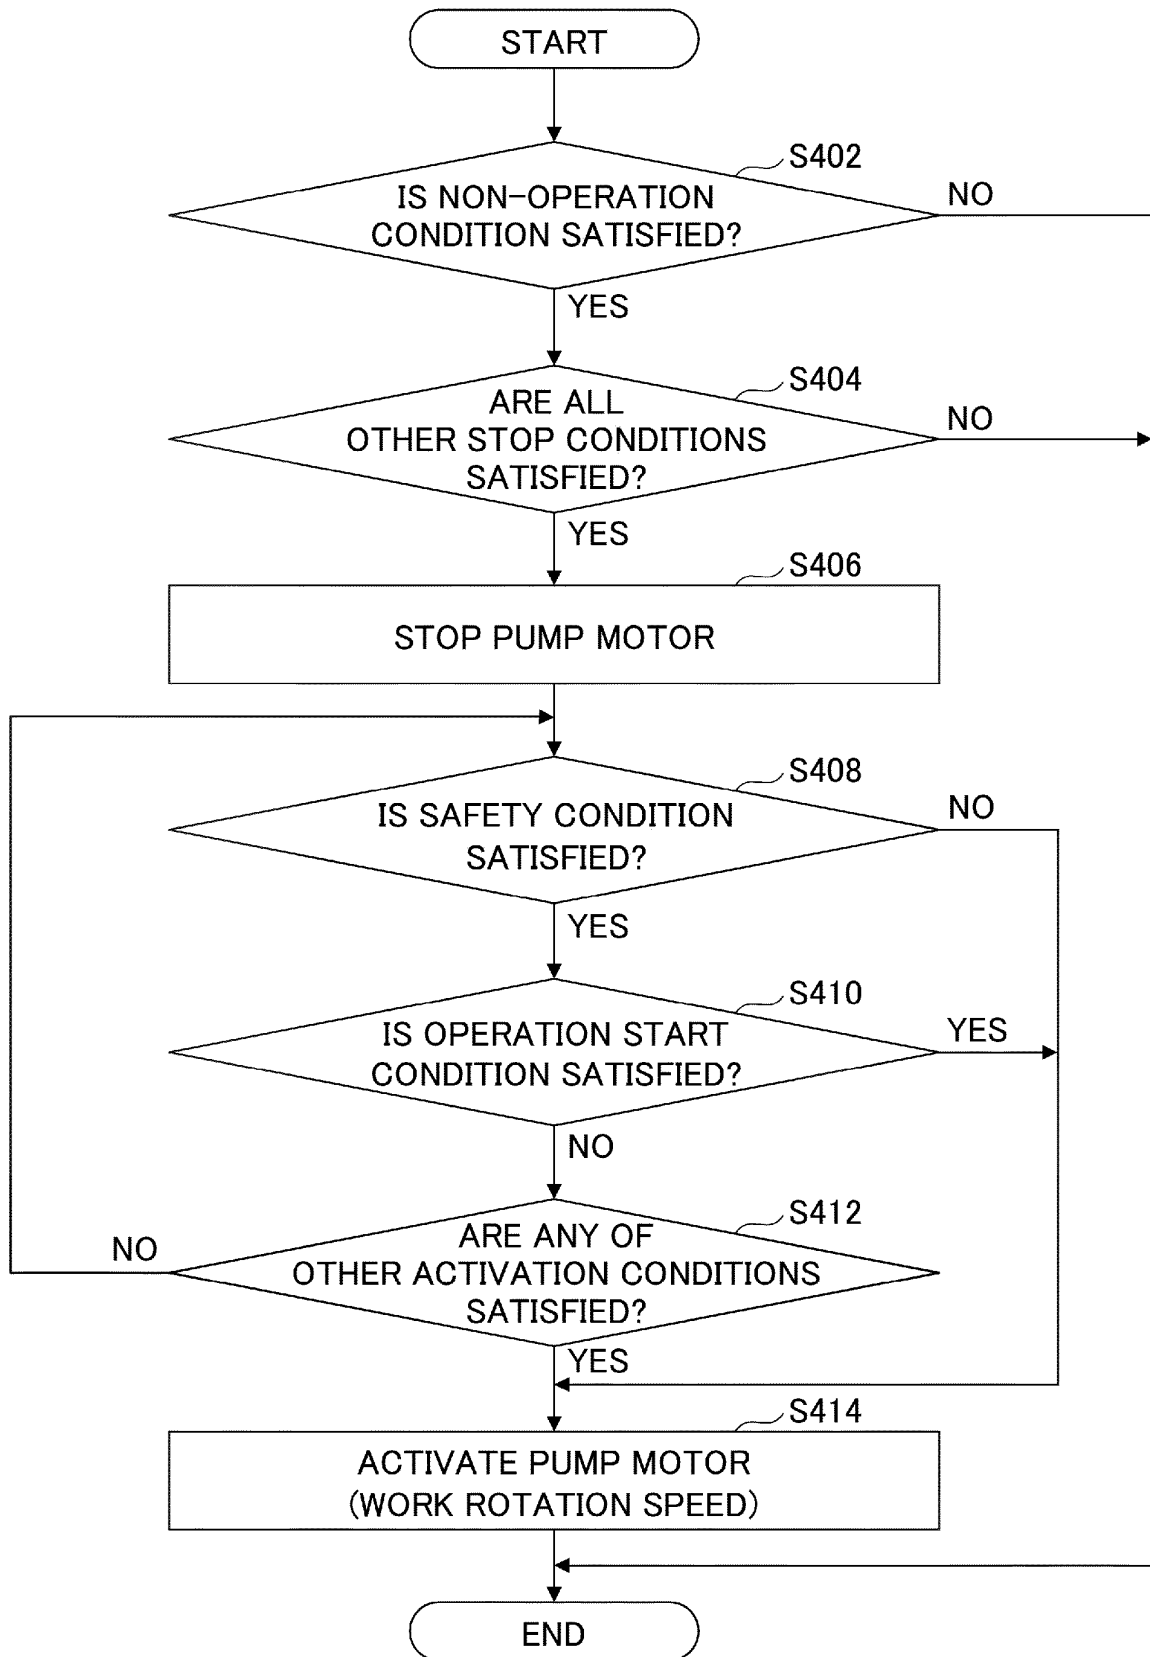 START
S402
IS NON-OPERATION
CONDITION SATISFIED?
NO
YES
S404
ARE ALL
OTHER STOP CONDITIONS
SATISFIED?
NO
YES
S406
STOP PUMP MOTOR
S408
IS SAFETY CONDITION
SATISFIED?
NO
YES
S410
IS OPERATION START
CONDITION SATISFIED?
YES
NO
S412
ARE ANY OF
OTHER ACTIVATION CONDITIONS
SATISFIED?
NO
YES
S414
ACTIVATE PUMP MOTOR
(WORK ROTATION SPEED)
END